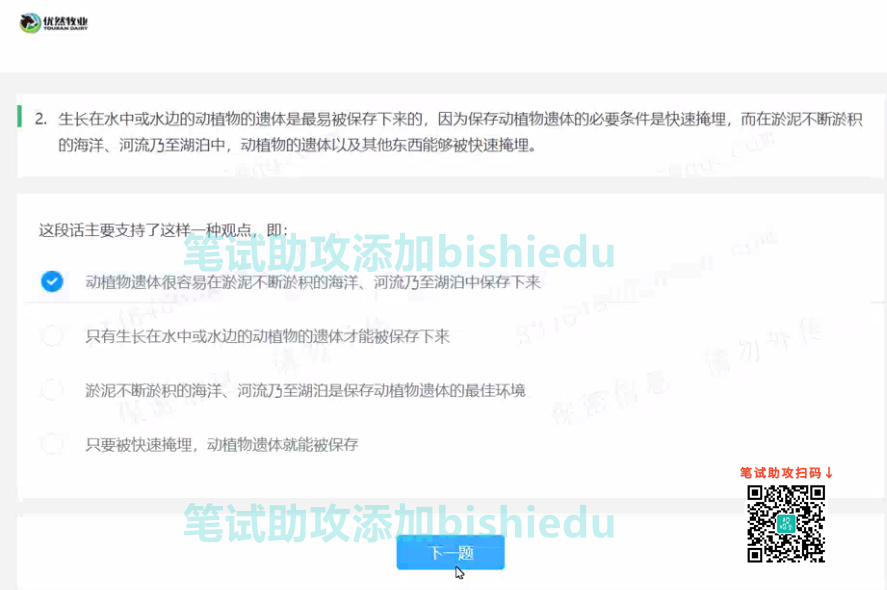 优然牧业
YOURAN DAIRY
2. 生长在水中或水边的动植物的遗体是最易被保存下来的，因为保存动植物遗体的必要条件是快速掩埋，而在淤泥不断淤积
的海洋、河流乃至湖泊中，动植物的遗体以及其他东西能够被快速掩埋。
这段话主要支持了这样一种观点，即：
笔试助攻添加bishiedu
动植物遗体很容易在淤泥不断淤积的海洋、河流乃至湖泊中保存下来
只有生长在水中或水边的动植物的遗体才能被保存下来
请勿外传
淤泥不断淤积的海洋、河流乃至湖泊是保存动植物遗体的最佳环境
保密信息
保密信息
只要被快速掩埋，动植物遗体就能被保存
笔试助攻扫码↓
笔试助攻添加bishiedu
下一题